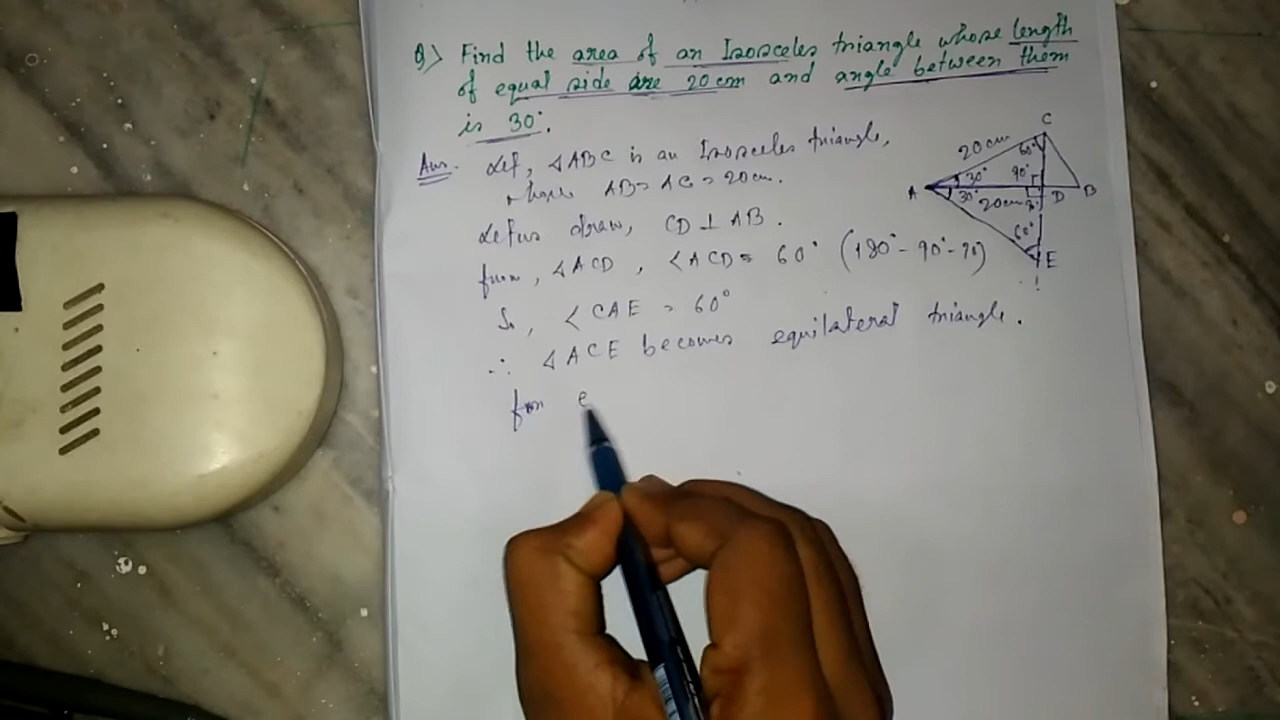 Q) Find the area of an Isosceles triangle whose length
of equal side are 20 cm and angle between them
is 30°.
Ans. Let, ∆ABC is an Isosceles triangle,
where AB = AC = 20 cm.
Let us draw, CD ⊥ AB.
from, ∆ACD, ∠ACD = 60° (180° - 90° - 30)
So, ∠CAE = 60°
∴ ∆ACE becomes equilateral triangle.
from e
C
20 cm
60°
30°
90°
A
B
30°
20 cm
D
60°
E